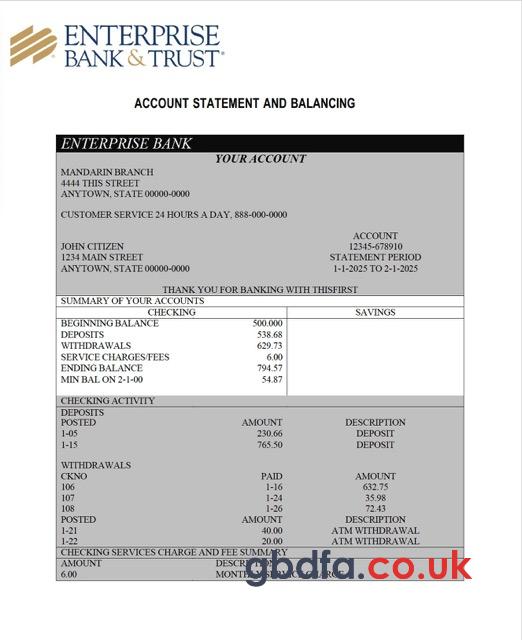 ENTERPRISE
BANK & TRUST
ACCOUNT STATEMENT AND BALANCING
ENTERPRISE BANK
YOUR ACCOUNT
MANDARIN BRANCH
4444 THIS STREET
ANYTOWN, STATE 00000-0000
CUSTOMER SERVICE 24 HOURS A DAY, 888-000-0000
ACCOUNT
JOHN CITIZEN 12345-678910
1234 MAIN STREET STATEMENT PERIOD
ANYTOWN, STATE 00000-0000 1-1-2025 TO 2-1-2025
THANK YOU FOR BANKING WITH THISFIRST
SUMMARY OF YOUR ACCOUNTS
CHECKING SAVINGS
BEGINNING BALANCE 500.000
DEPOSITS 538.68
WITHDRAWALS 629.73
SERVICE CHARGES/FEES 6.00
ENDING BALANCE 794.57
MIN BAL ON 2-1-00 54.87
CHECKING ACTIVITY
DEPOSITS
POSTED AMOUNT DESCRIPTION
1-05 230.66 DEPOSIT
1-15 765.50 DEPOSIT
WITHDRAWALS
CKNO PAID AMOUNT
106 1-16 632.75
107 1-24 35.98
108 1-26 72.43
POSTED AMOUNT DESCRIPTION
1-21 40.00 ATM WITHDRAWAL
1-22 20.00 ATM WITHDRAWAL
CHECKING SERVICES CHARGE AND FEE SUMMARY
AMOUNT DESCRIPTION
6.00 MONTHLY SERVICE CHARGE
gbdfa.co.uk